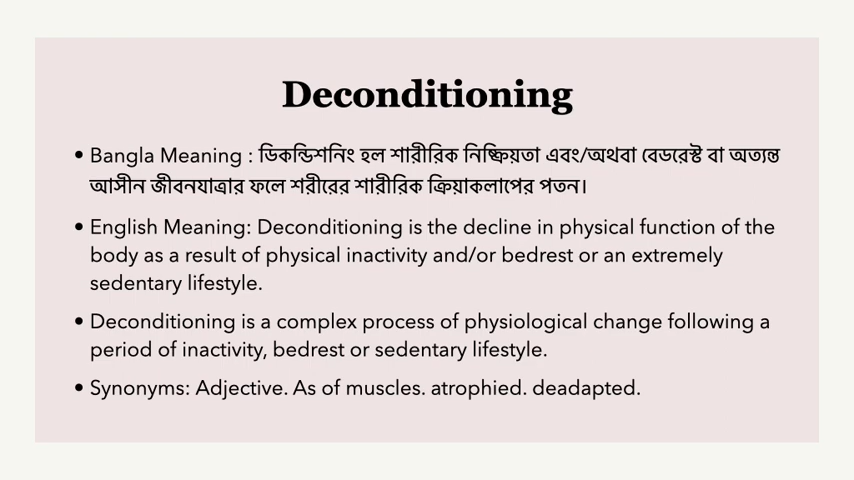 Deconditioning
• Bangla Meaning : ডিকন্ডিশনিং হল শারীরিক নিষ্ক্রিয়তা এবং/অথবা বেডরেস্ট বা অত্যন্ত
আসীন জীবনযাত্রার ফলে শরীরের শারীরিক ক্রিয়াকলাপের পতন।
• English Meaning: Deconditioning is the decline in physical function of the
body as a result of physical inactivity and/or bedrest or an extremely
sedentary lifestyle.
• Deconditioning is a complex process of physiological change following a
period of inactivity, bedrest or sedentary lifestyle.
• Synonyms: Adjective. As of muscles. atrophied. deadapted.